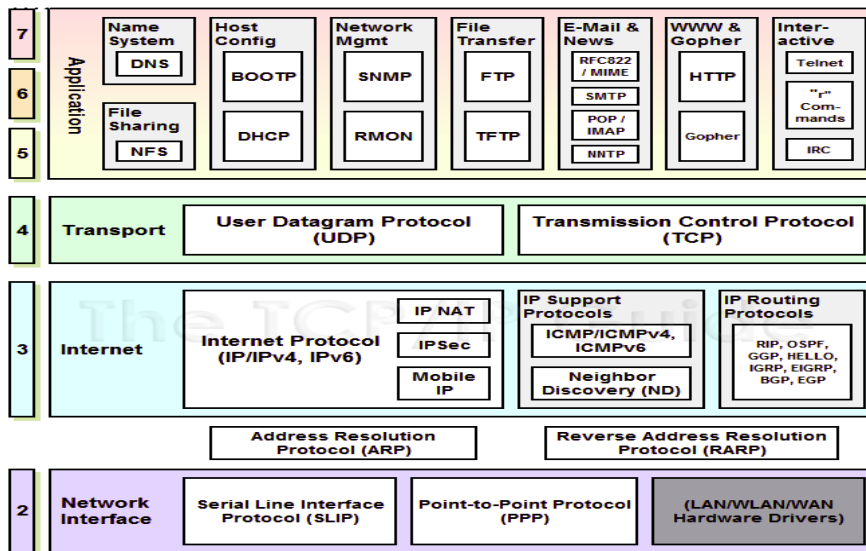 7
6
5
Application
Name
System
DNS
File
Sharing
NFS
Host
Config
BOOTP
DHCP
Network
Mgmt
SNMP
RMON
File
Transfer
FTP
TFTP
E-Mail &
News
RFC822
/ MIME
SMTP
POP /
IMAP
NNTP
WWW &
Gopher
HTTP
Gopher
Inter-
active
Telnet
"r"
Com-
mands
IRC
4
Transport
User Datagram Protocol
(UDP)
Transmission Control Protocol
(TCP)
The TCP/IP Guide
3
Internet
Internet Protocol
(IP/IPv4, IPv6)
IP NAT
IPSec
Mobile
IP
IP Support
Protocols
ICMP/ICMPv4,
ICMPv6
Neighbor
Discovery (ND)
IP Routing
Protocols
RIP, OSPF,
GGP, HELLO,
IGRP, EIGRP,
BGP, EGP
Address Resolution
Protocol (ARP)
Reverse Address Resolution
Protocol (RARP)
2
Network
Interface
Serial Line Interface
Protocol (SLIP)
Point-to-Point Protocol
(PPP)
(LAN/WLAN/WAN
Hardware Drivers)